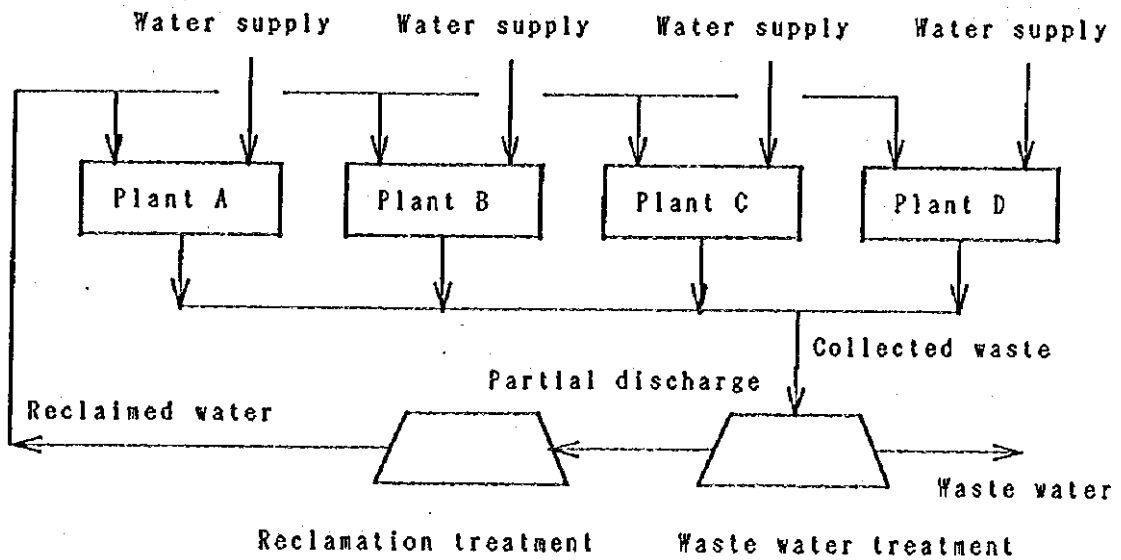 Water supply Water supply Water supply Water supply
Plant A Plant B Plant C Plant D
Collected waste
Partial discharge
Reclaimed water
Waste water
Reclamation treatment Waste water treatment